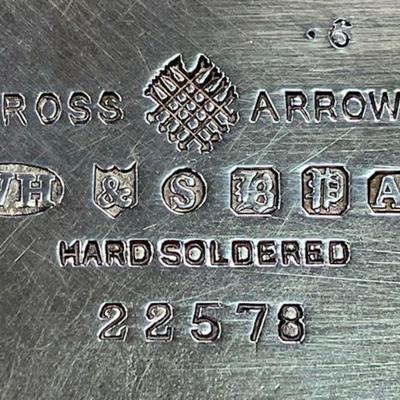 .6
ROSS ARROW
WH & S B P A
HARD SOLDERED
22578